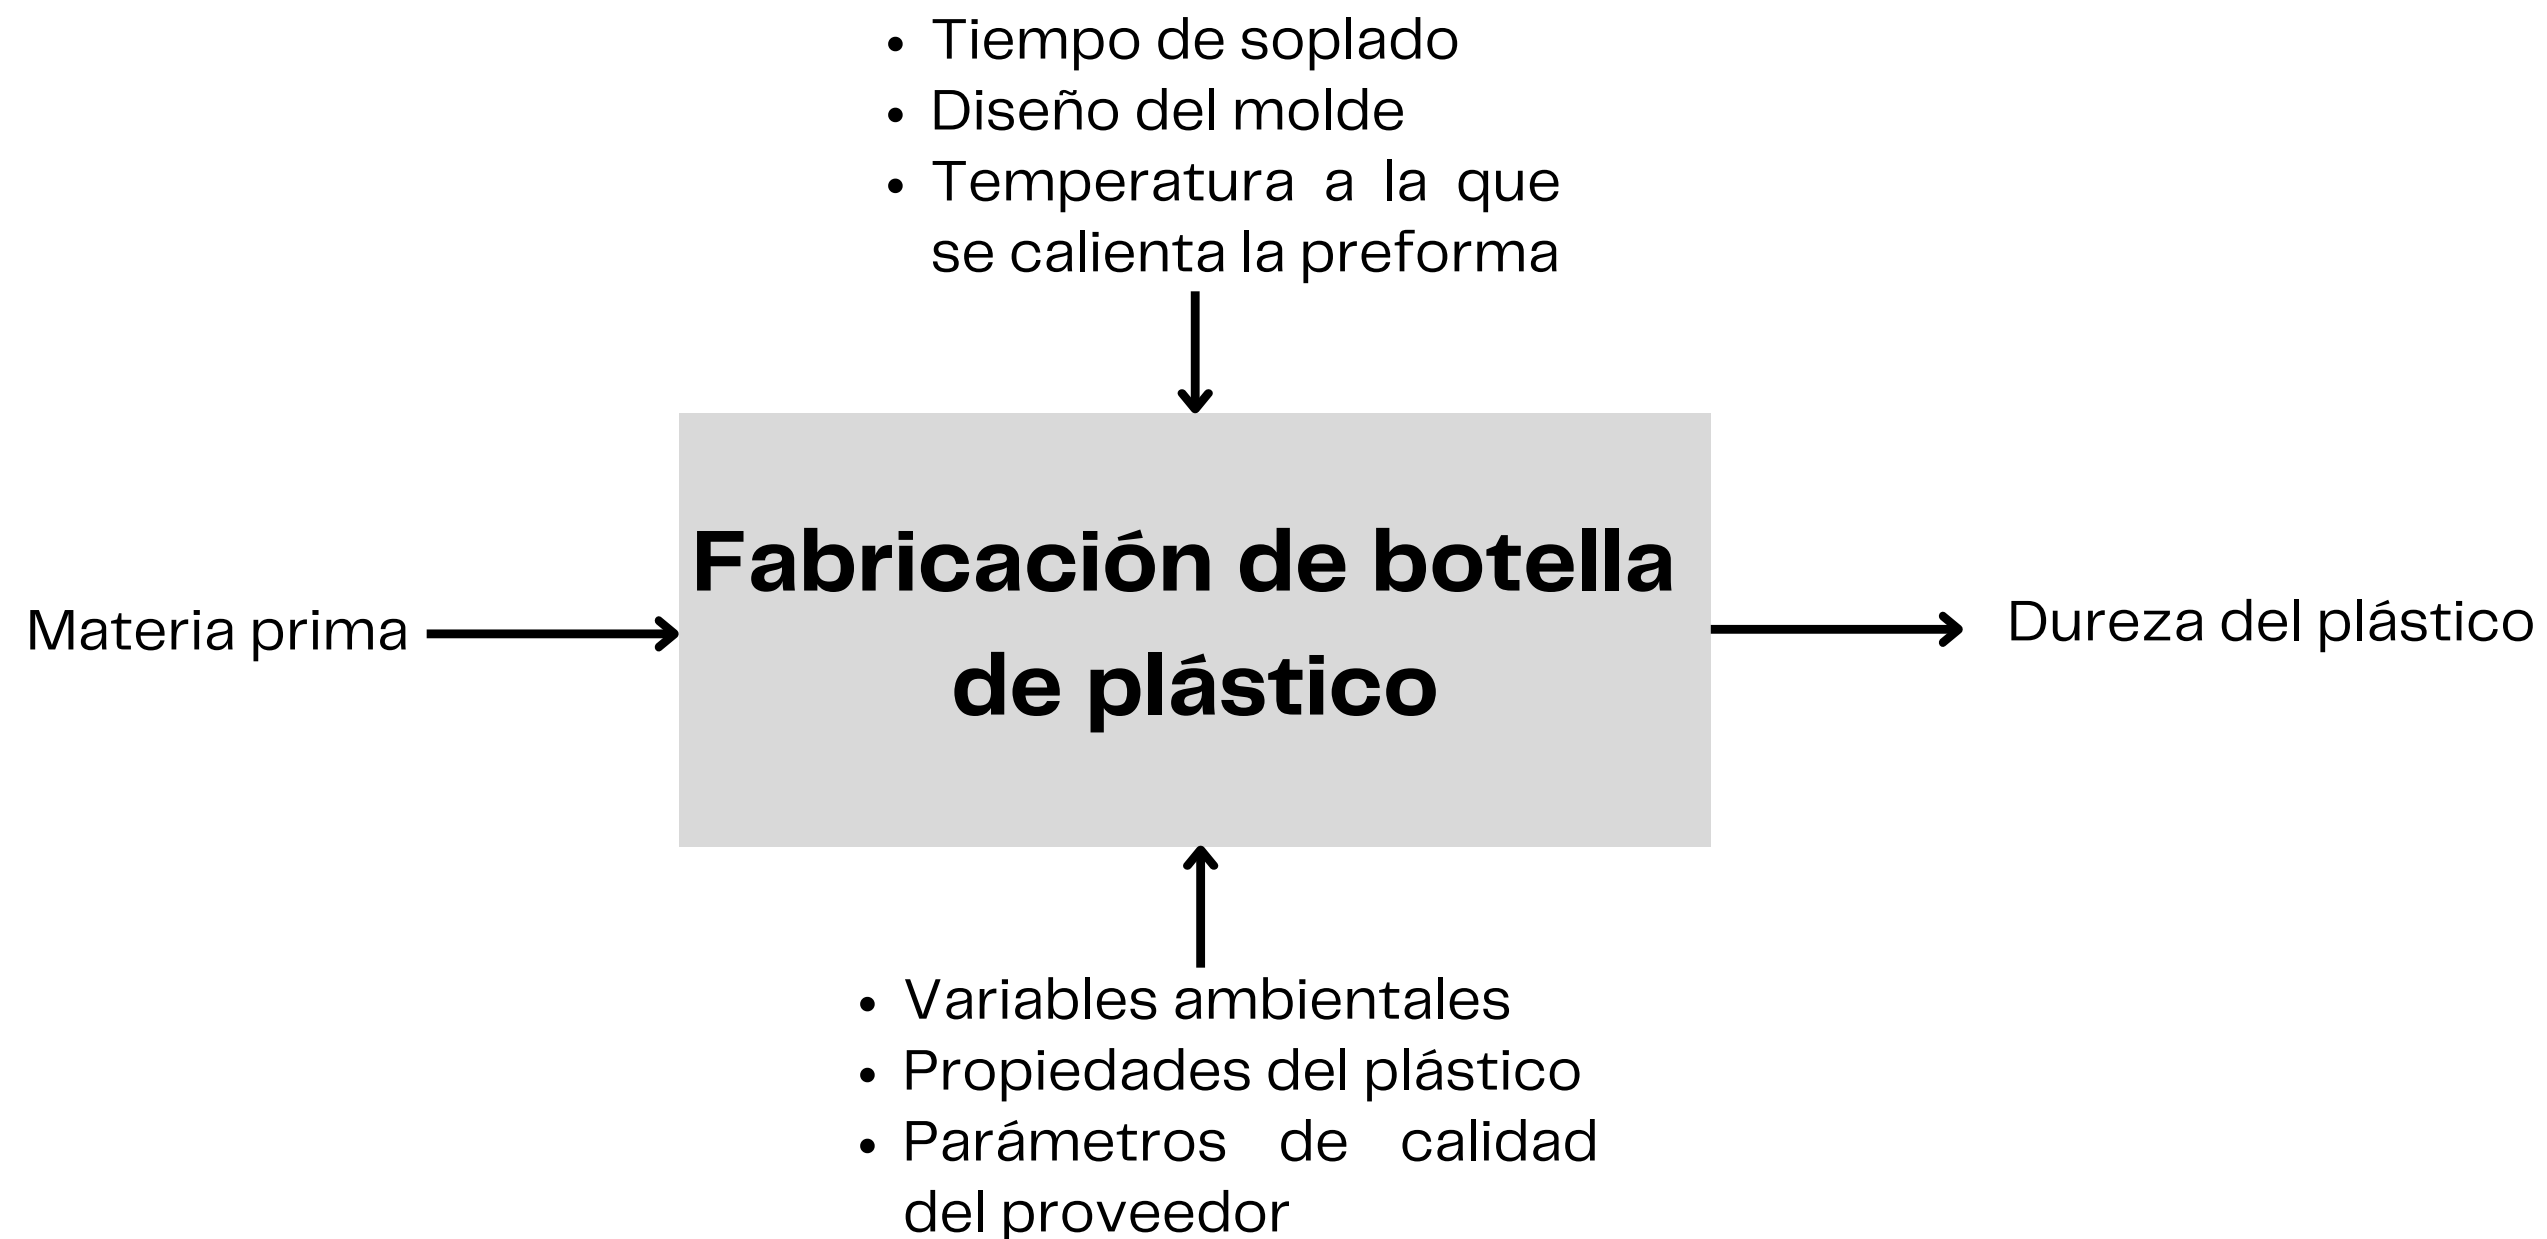 • Tiempo de soplado
• Diseño del molde
• Temperatura a la que
se calienta la preforma
Fabricación de botella
de plástico
Materia prima
Dureza del plástico
• Variables ambientales
• Propiedades del plástico
• Parámetros de calidad
del proveedor